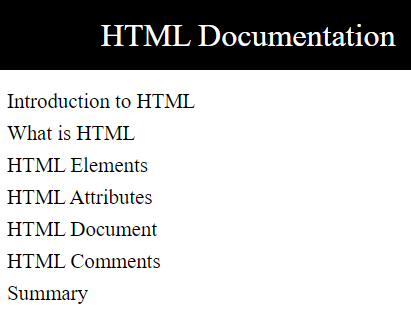 HTML Documentation
Introduction to HTML
What is HTML
HTML Elements
HTML Attributes
HTML Document
HTML Comments
Summary